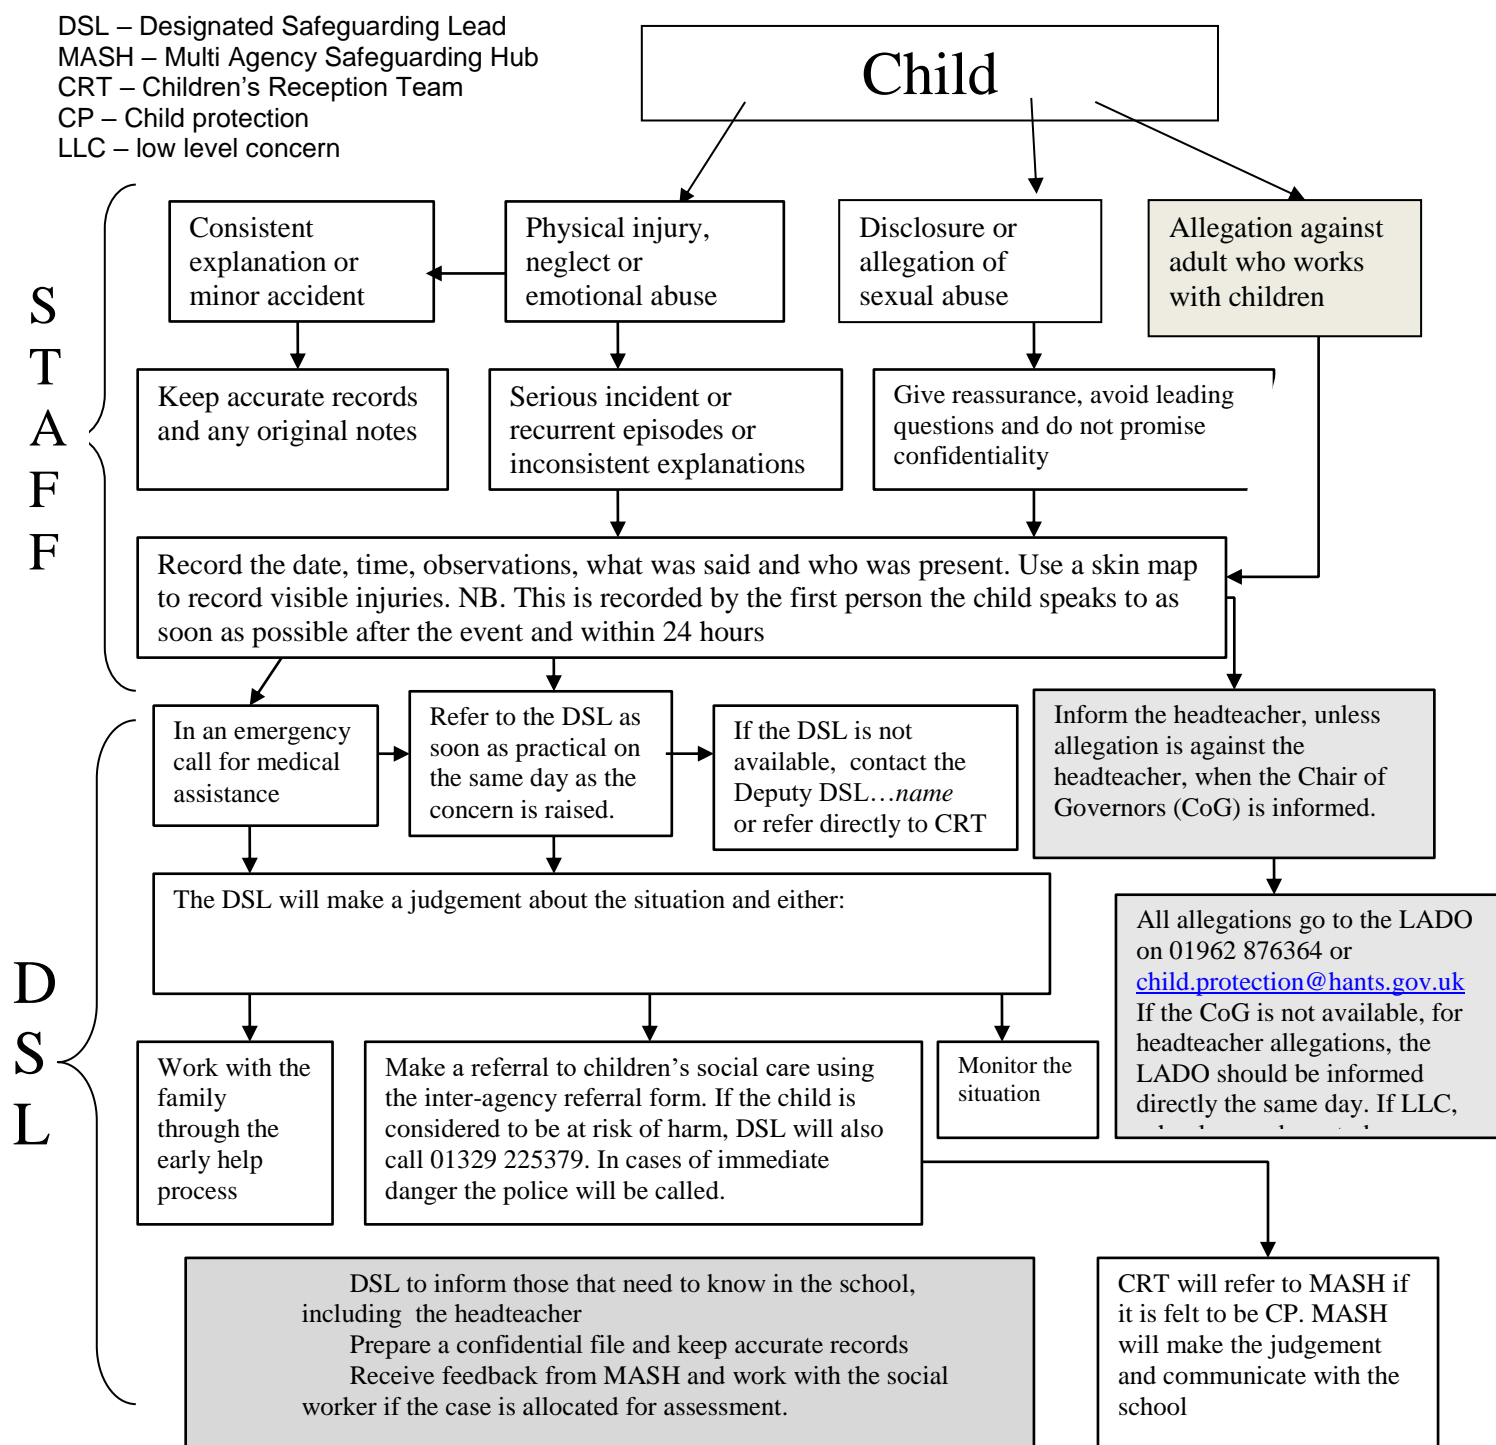 DSL – Designated Safeguarding Lead
MASH – Multi Agency Safeguarding Hub
CRT – Children's Reception Team
CP – Child protection
LLC – low level concern
Child
STAFF
Consistent
explanation or
minor accident
Physical injury,
neglect or
emotional abuse
Disclosure or
allegation of
sexual abuse
Allegation against
adult who works
with children
Keep accurate records
and any original notes
Serious incident or
recurrent episodes or
inconsistent explanations
Give reassurance, avoid leading
questions and do not promise
confidentiality
Record the date, time, observations, what was said and who was present. Use a skin map
to record visible injuries. NB. This is recorded by the first person the child speaks to as
soon as possible after the event and within 24 hours
DSL
In an emergency
call for medical
assistance
Refer to the DSL as
soon as practical on
the same day as the
concern is raised.
If the DSL is not
available, contact the
Deputy DSL…name
or refer directly to CRT
Inform the headteacher, unless
allegation is against the
headteacher, when the Chair of
Governors (CoG) is informed.
The DSL will make a judgement about the situation and either:
All allegations go to the LADO
on 01962 876364 or
child.protection@hants.gov.uk
If the CoG is not available, for
headteacher allegations, the
LADO should be informed
directly the same day. If LLC,
Work with the
family
through the
early help
process
Make a referral to children's social care using
the inter-agency referral form. If the child is
considered to be at risk of harm, DSL will also
call 01329 225379. In cases of immediate
danger the police will be called.
Monitor the
situation
DSL to inform those that need to know in the school,
including the headteacher
Prepare a confidential file and keep accurate records
Receive feedback from MASH and work with the social
worker if the case is allocated for assessment.
CRT will refer to MASH if
it is felt to be CP. MASH
will make the judgement
and communicate with the
school